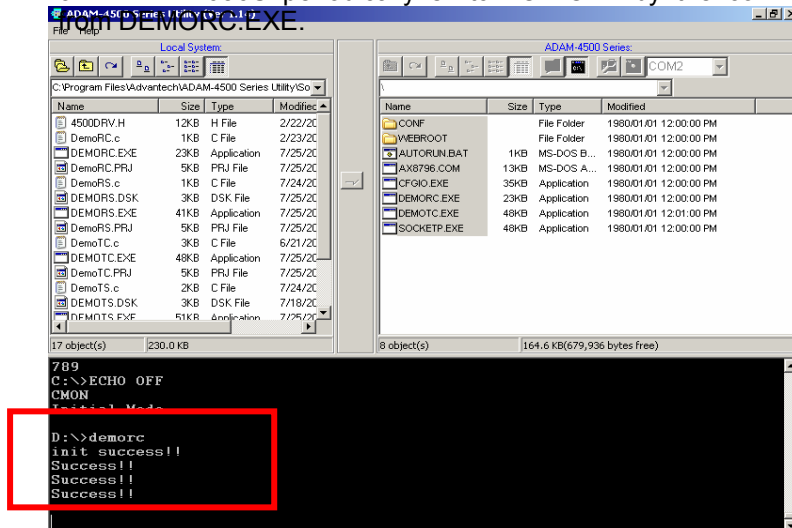 from DEMORC.EXE.
ADAM-4500 Series Utility (Ver 1.14)
File Help
Local System:
ADAM-4500 Series:
COM2
C:\Program Files\Advantech\ADAM-4500 Series Utility\So
\
Name Size Type Modified
4500DRV.H 12KB H File 2/22/20
DemoRC.c 1KB C File 2/23/20
DEMORC.EXE 23KB Application 7/25/20
DEMORC.PRJ 5KB PRJ File 7/25/20
DemoRS.c 1KB C File 7/24/20
DEMORS.DSK 3KB DSK File 7/25/20
DEMORS.EXE 41KB Application 7/25/20
DemoRS.PRJ 5KB PRJ File 7/25/20
DemoTC.c 3KB C File 6/21/20
DEMOTC.EXE 48KB Application 7/25/20
DemoTC.PRJ 5KB PRJ File 7/25/20
DemoTS.c 2KB C File 7/24/20
DEMOTS.DSK 3KB DSK File 7/18/20
DEMOTS.EXE 51KB Application 7/25/20
17 object(s) 230.0 KB
Name Size Type Modified
CONF File Folder 1980/01/01 12:00:00 PM
WEBROOT File Folder 1980/01/01 12:00:00 PM
AUTORUN.BAT 1KB MS-DOS B... 1980/01/01 12:00:00 PM
AX8796.COM 13KB MS-DOS A... 1980/01/01 12:00:00 PM
CFGIO.EXE 35KB Application 1980/01/01 12:00:00 PM
DEMORC.EXE 23KB Application 1980/01/01 12:00:00 PM
DEMOTC.EXE 48KB Application 1980/01/01 12:01:00 PM
SOCKETP.EXE 48KB Application 1980/01/01 12:00:00 PM
8 object(s) 164.6 KB(679,936 bytes free)
789
C:\>ECHO OFF
CMON
Initial Mode
D:\>demorc
init success!!
Success!!
Success!!
Success!!